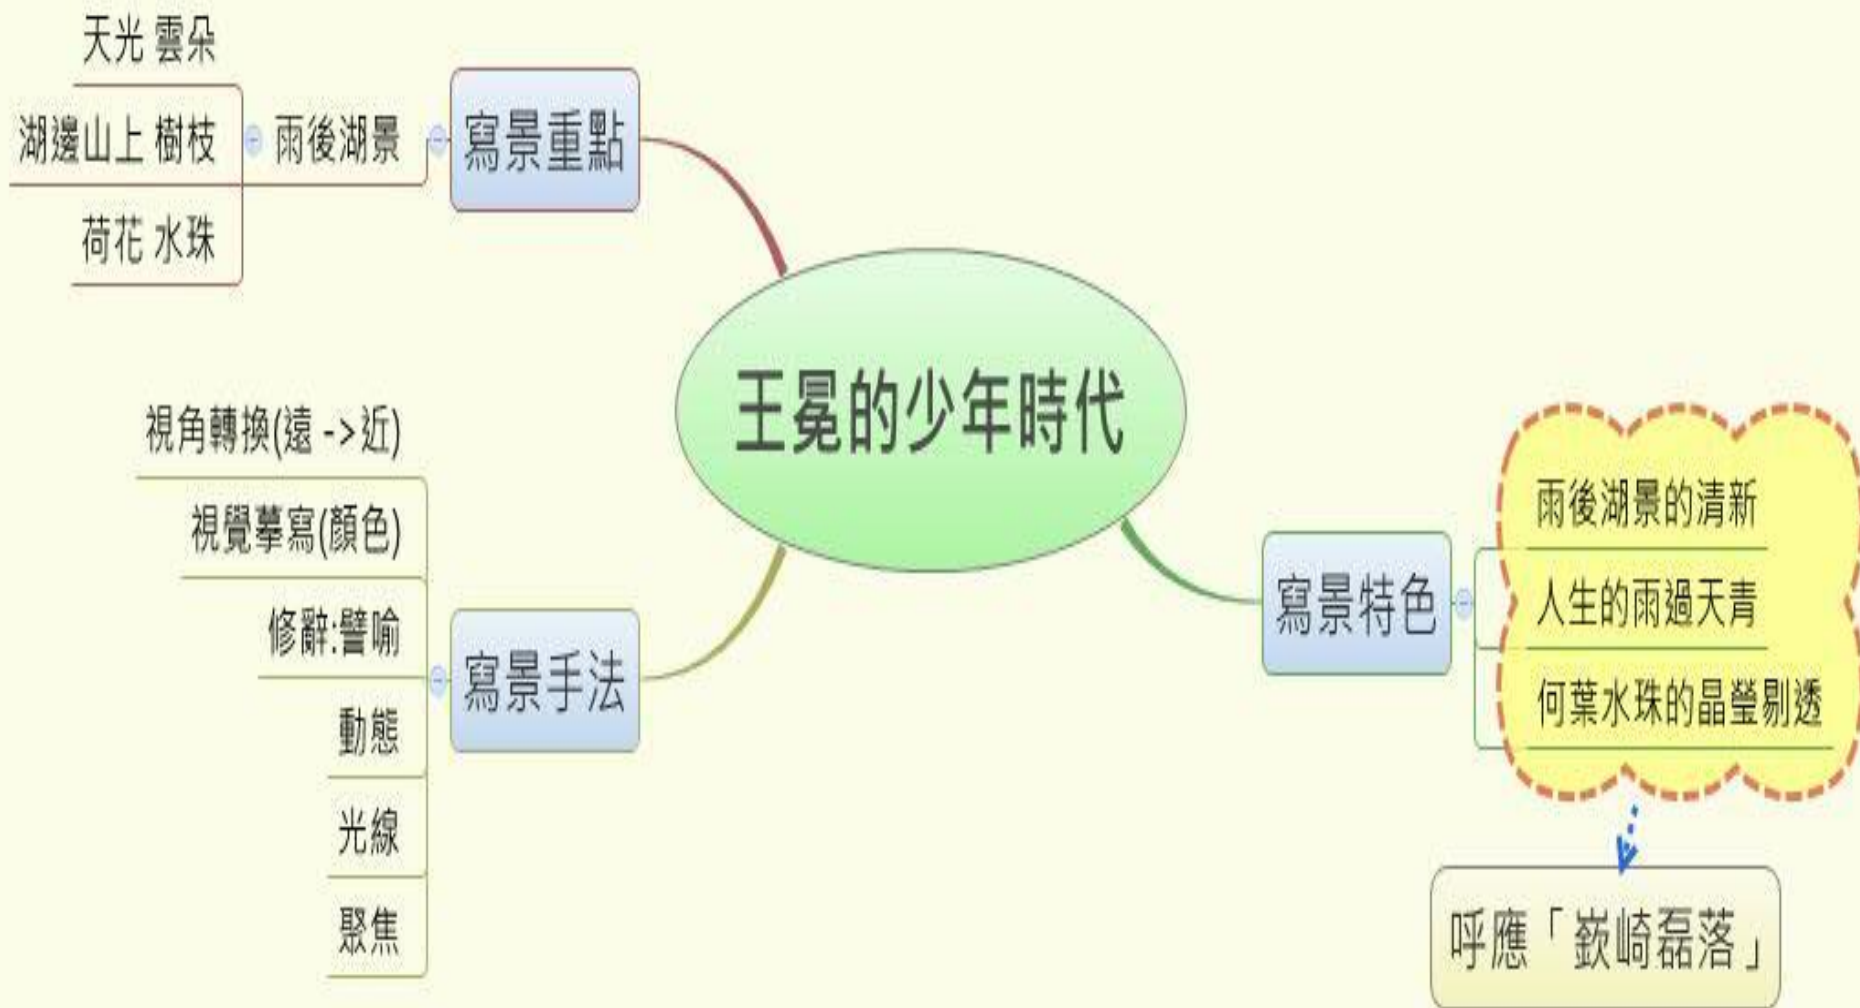 王冕的少年時代
寫景重點
雨後湖景
天光 雲朵
湖邊山上 樹枝
荷花 水珠
寫景手法
視角轉換(遠 ->近)
視覺摹寫(顏色)
修辭:譬喻
動態
光線
聚焦
寫景特色
雨後湖景的清新
人生的雨過天青
何葉水珠的晶瑩剔透
呼應「嶔崎磊落」